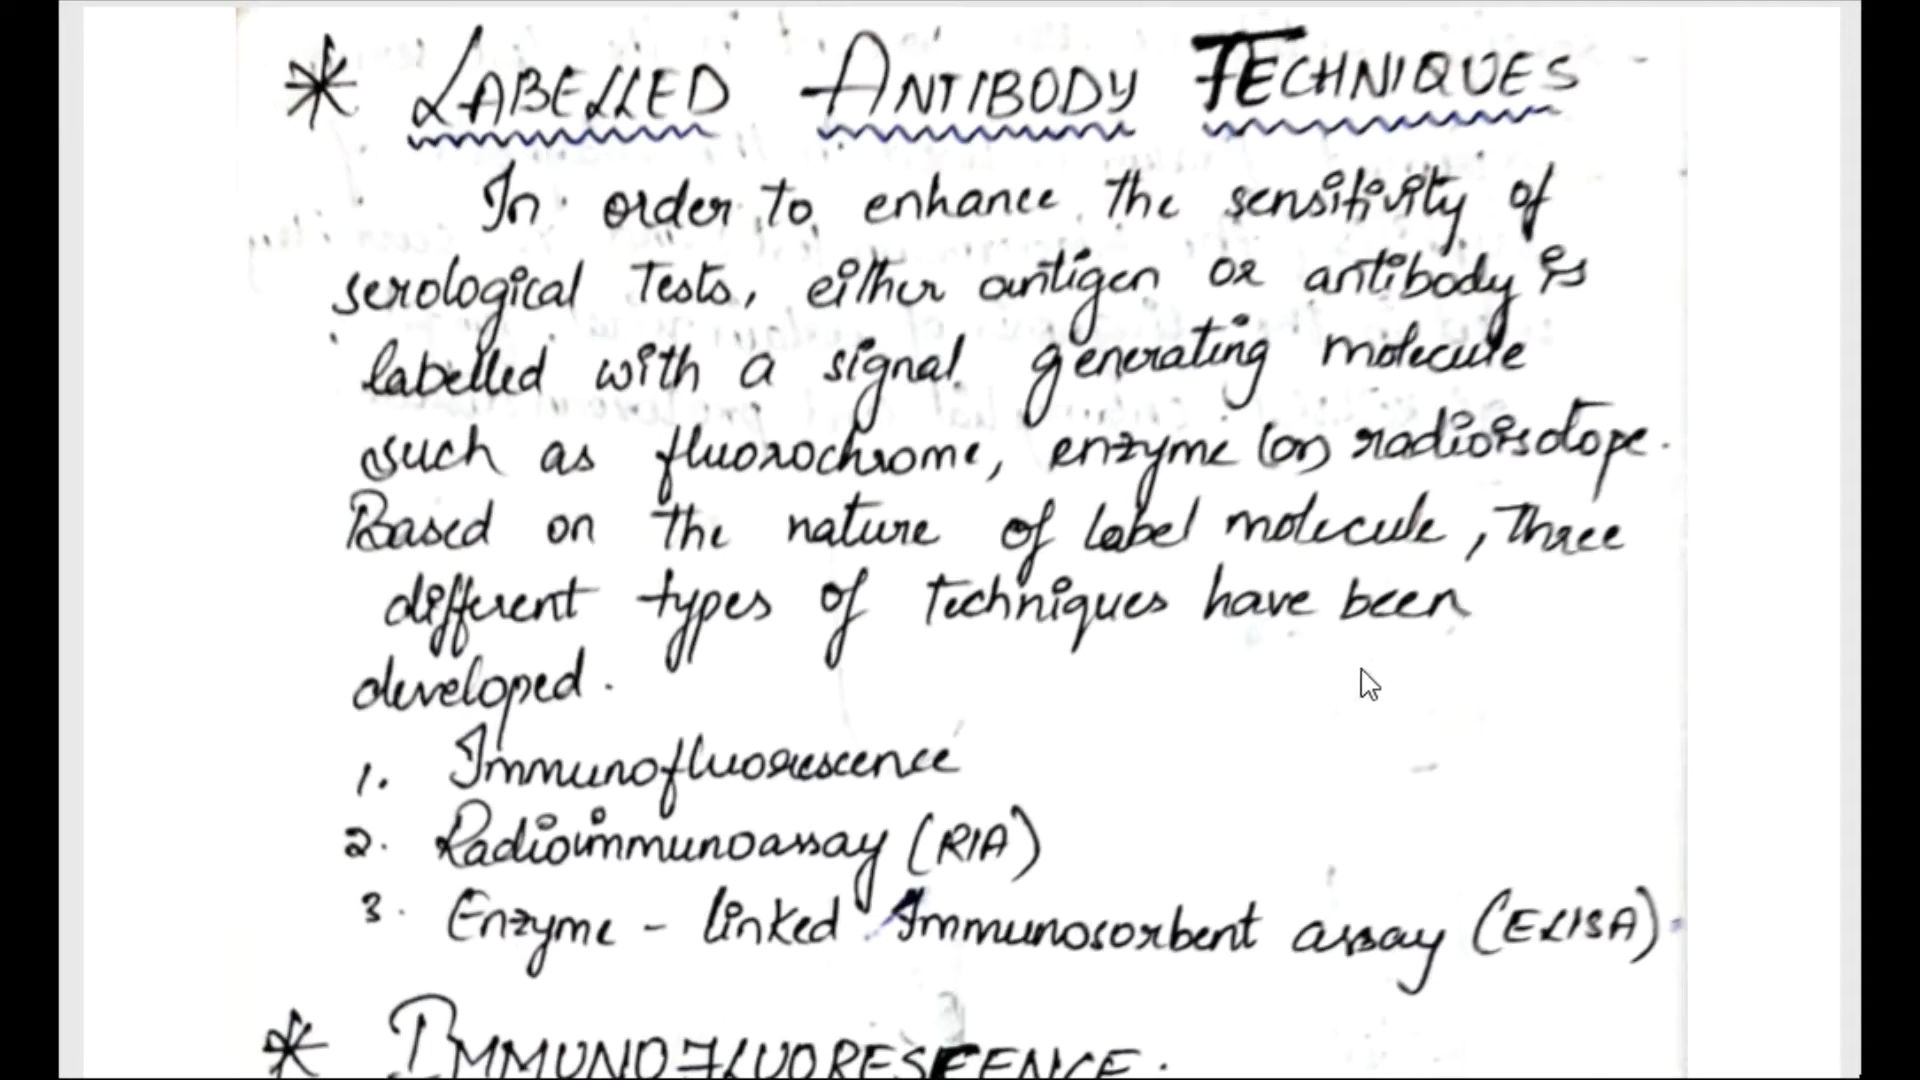 * LABELLED ANTIBODY TECHNIQUES
In order to enhance the sensitivity of
serological tests, either antigen or antibody is
labelled with a signal generating molecule
such as fluorochrome, enzyme (or) radioisotope.
Based on the nature of label molecule, three
different types of techniques have been
developed.
1. Immunofluorescence
2. Radioimmunoassay (RIA)
3. Enzyme - linked Immunosorbent assay (ELISA)
* IMMUNOFLUORESCENCE.